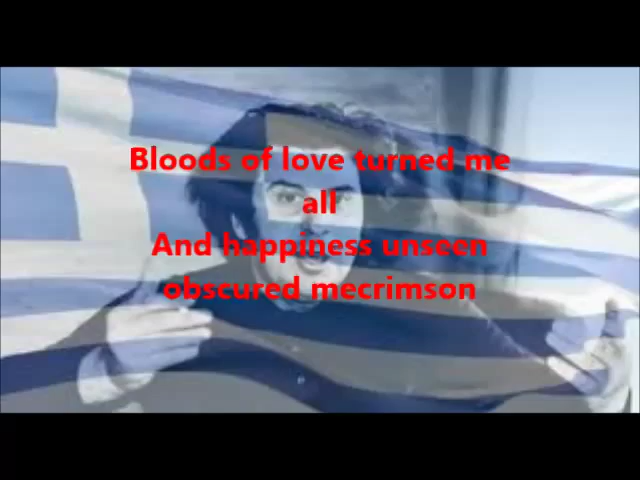 Bloods of love turned me
all
And happiness unseen
obscured mecrimson